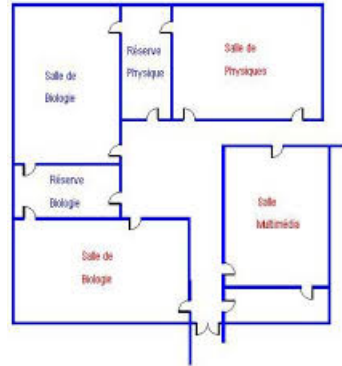 Réserve
Physique
Salle de
Physiques
Salle de
Biologie
Réserve
Biologie
Salle
Multimédia
Salle de
Biologie